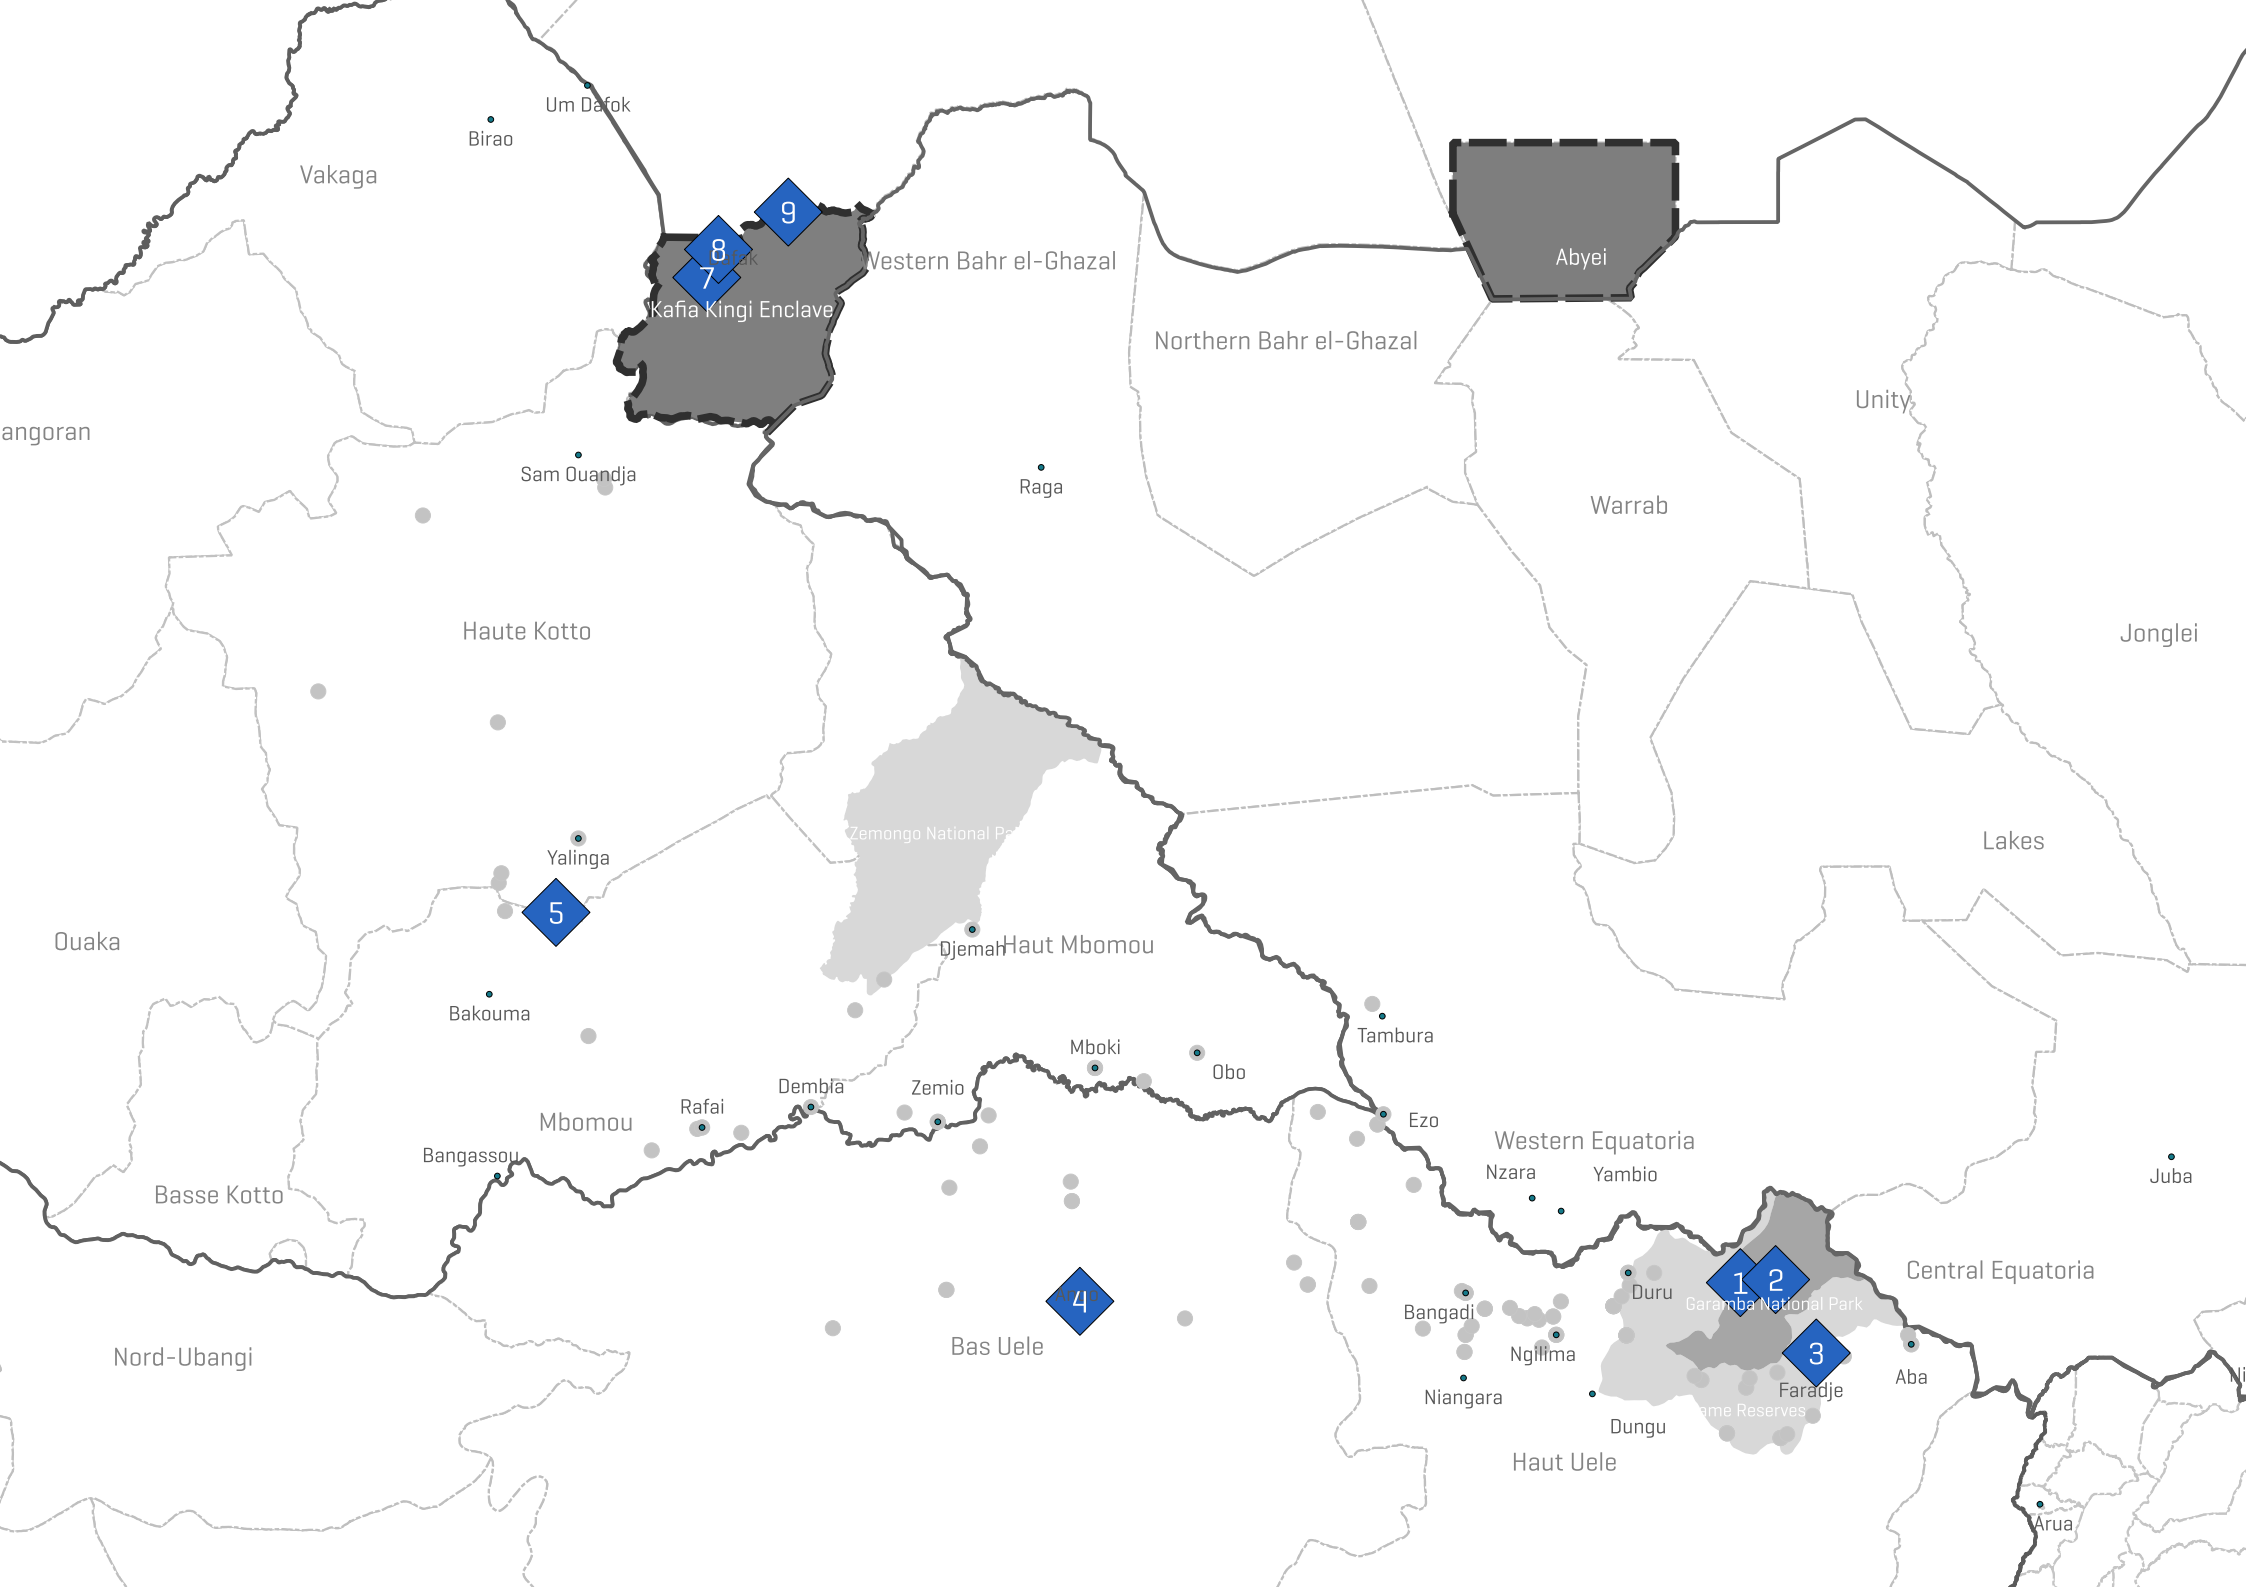 Um Dafok
Birao
Vakaga
9
8
7
Kafia Kingi Enclave
Western Bahr el-Ghazal
Abyei
Northern Bahr el-Ghazal
Unity
angoran
Sam Ouandja
Raga
Warrab
Haute Kotto
Jonglei
Zemongo National Pa
Lakes
Yalinga
5
Ouaka
Djemah
Haut Mbomou
Bakouma
Tambura
Mboki
Obo
Dembia
Zemio
Rafai
Mbomou
Ezo
Western Equatoria
Bangassou
Nzara
Yambio
Juba
Basse Kotto
Central Equatoria
1
2
Duru
Garamba National Park
4
Bangadi
Bas Uele
Nord-Ubangi
Ngilima
3
Aba
Faradje
Niangara
ame Reserves
Dungu
Haut Uele
Ni
Arua